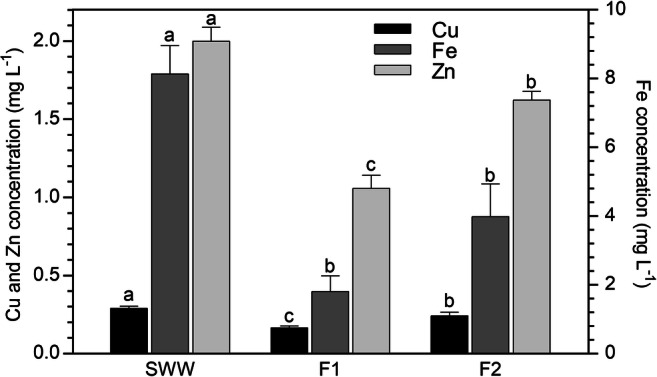 Cu and Zn concentration (mg L-1)
2.0
1.5
1.0
0.5
0.0
a
a
a
c
b
c
b
b
b
Cu
Fe
Zn
SWW
F1
F2
10
8
6
4
2
0
Fe concentration (mg L-1)